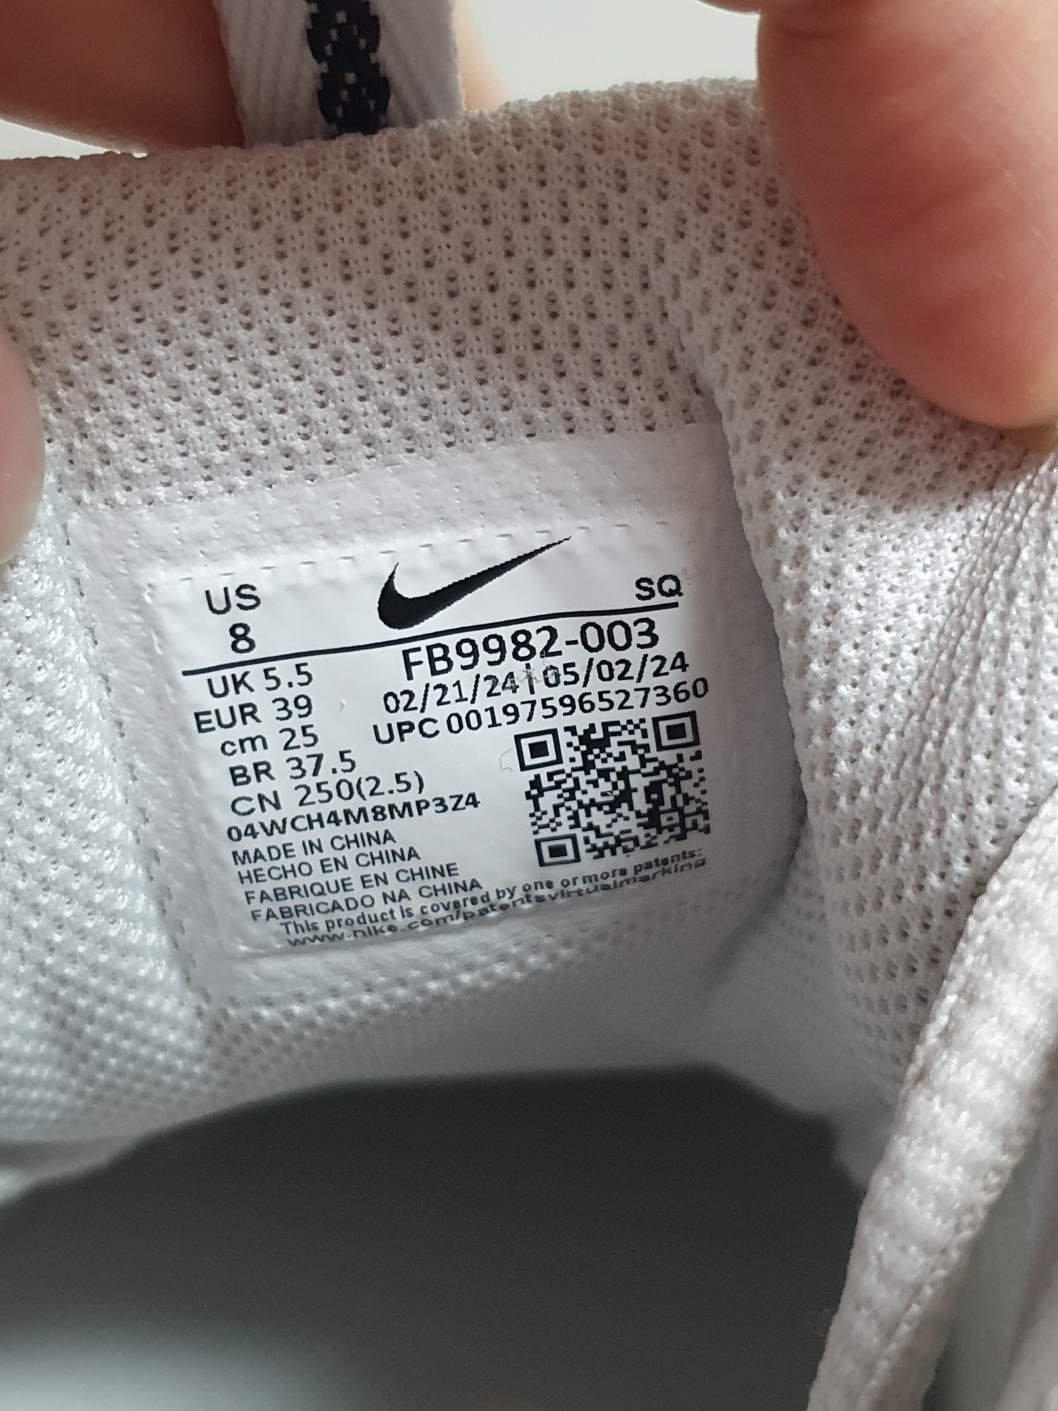 US
8
SQ
UK 5.5
EUR 39
cm 25
BR 37.5
CN 250(2.5)
FB9982-003
02/21/24|05/02/24
UPC 00197596527360
04WCH4M8MP3Z4
MADE IN CHINA
HECHO EN CHINA
FABRIQUE EN CHINE
FABRICADO NA CHINA
This product is covered by one or more patents:
www.nike.com/patentsvirtualmarking